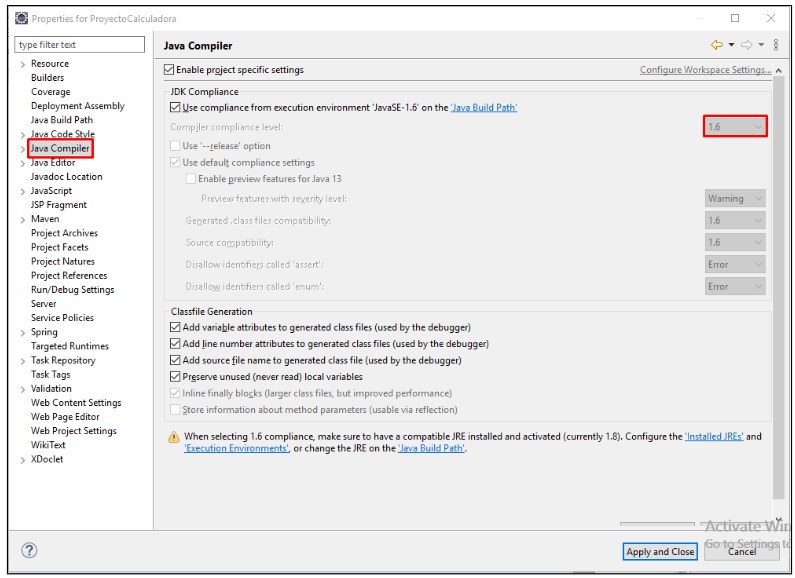 Properties for ProyectoCalculadora
type filter text
Resource
Builders
Coverage
Deployment Assembly
Java Build Path
Java Code Style
Java Compiler
Java Editor
Javadoc Location
JavaScript
JSP Fragment
Maven
Project Archives
Project Facets
Project Natures
Project References
Run/Debug Settings
Server
Service Policies
Spring
Targeted Runtimes
Task Repository
Task Tags
Validation
Web Content Settings
Web Page Editor
Web Project Settings
WikiText
XDoclet
Java Compiler
Enable project specific settings Configure Workspace Settings...
JDK Compliance
Use compliance from execution environment 'JavaSE-1.6' on the 'Java Build Path'
Compiler compliance level: 1.6
Use '--release' option
Use default compliance settings
Enable preview features for Java 13
Preview features with severity level: Warning
Generated .class files compatibility: 1.6
Source compatibility: 1.6
Disallow identifiers called 'assert': Error
Disallow identifiers called 'enum': Error
Classfile Generation
Add variable attributes to generated class files (used by the debugger)
Add line number attributes to generated class files (used by the debugger)
Add source file name to generated class file (used by the debugger)
Preserve unused (never read) local variables
Inline finally blocks (larger class files, but improved performance)
Store information about method parameters (usable via reflection)
When selecting 1.6 compliance, make sure to have a compatible JRE installed and activated (currently 1.8). Configure the 'Installed JREs' and
'Execution Environments', or change the JRE on the 'Java Build Path'.
Activate Win
Go to Settings to
Apply and Close Cancel